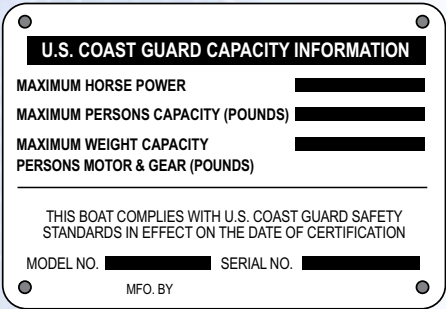 U.S. COAST GUARD CAPACITY INFORMATION
MAXIMUM HORSE POWER
MAXIMUM PERSONS CAPACITY (POUNDS)
MAXIMUM WEIGHT CAPACITY
PERSONS MOTOR & GEAR (POUNDS)
THIS BOAT COMPLIES WITH U.S. COAST GUARD SAFETY
STANDARDS IN EFFECT ON THE DATE OF CERTIFICATION
MODEL NO. SERIAL NO.
MFO. BY